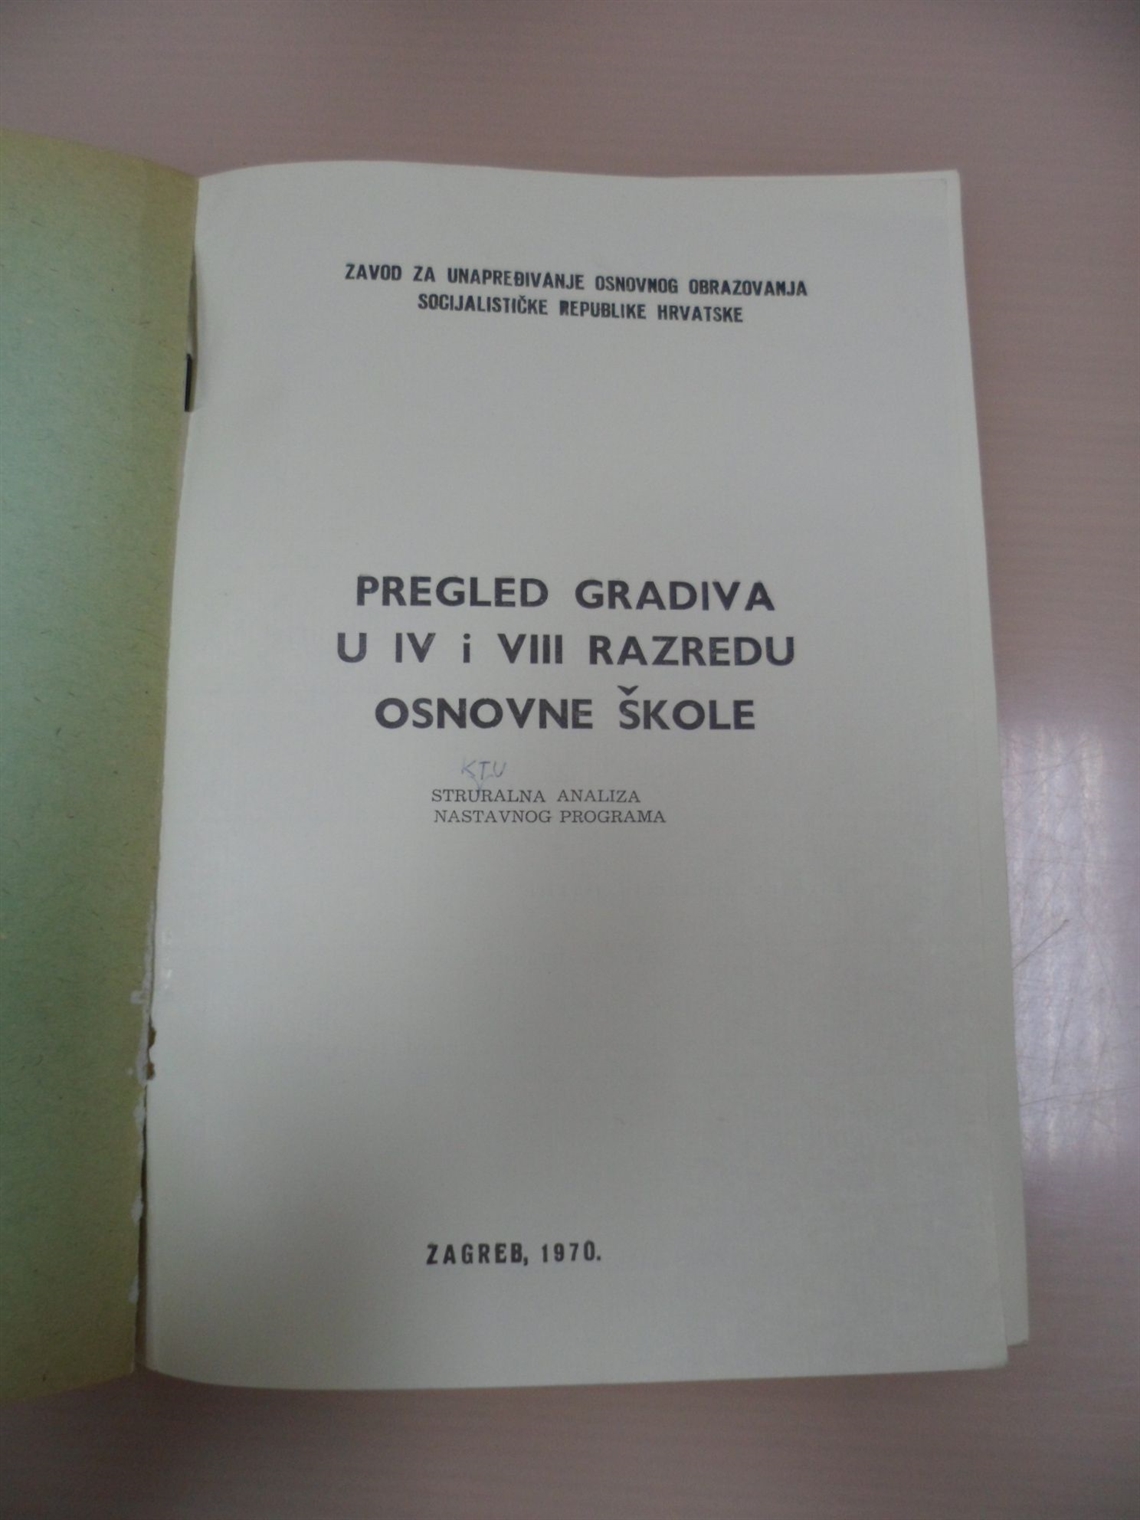 ZAVOD ZA UNAPREĐIVANJE OSNOVNOG OBRAZOVANJA
SOCIJALISTIČKE REPUBLIKE HRVATSKE
PREGLED GRADIVA
U IV i VIII RAZREDU
OSNOVNE ŠKOLE
KTU
STRURALNA ANALIZA
NASTAVNOG PROGRAMA
ZAGREB, 1970.